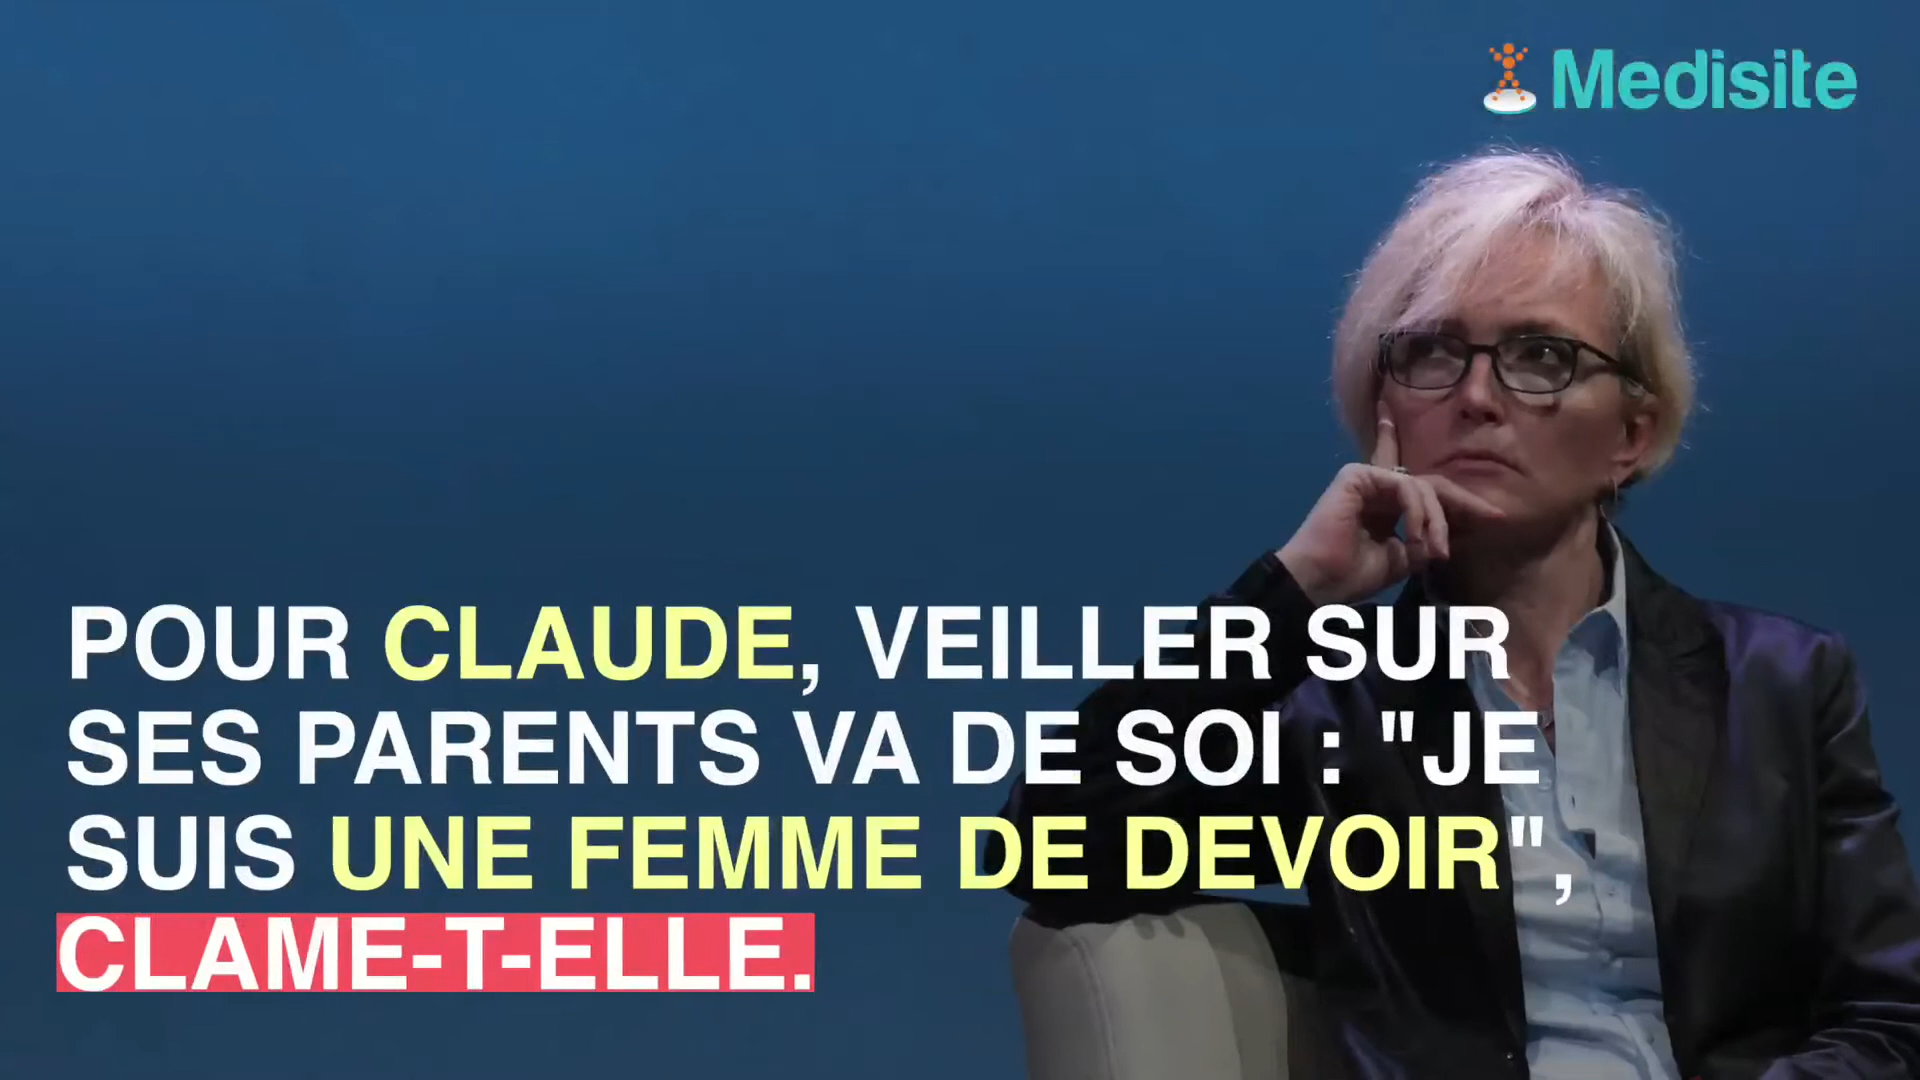 Medisite
POUR CLAUDE, VEILLER SUR
SES PARENTS VA DE SOI : "JE
SUIS UNE FEMME DE DEVOIR",
CLAME-T-ELLE.